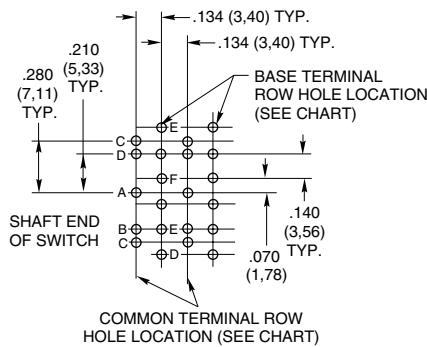 .134 (3,40) TYP.
.134 (3,40) TYP.
.210
(5,33)
TYP.
.280
(7,11)
TYP.
BASE TERMINAL
ROW HOLE LOCATION
(SEE CHART)
E
C
D
F
A
SHAFT END
OF SWITCH
B
E
C
D
.140
(3,56)
TYP.
.070
(1,78)
COMMON TERMINAL ROW
HOLE LOCATION (SEE CHART)